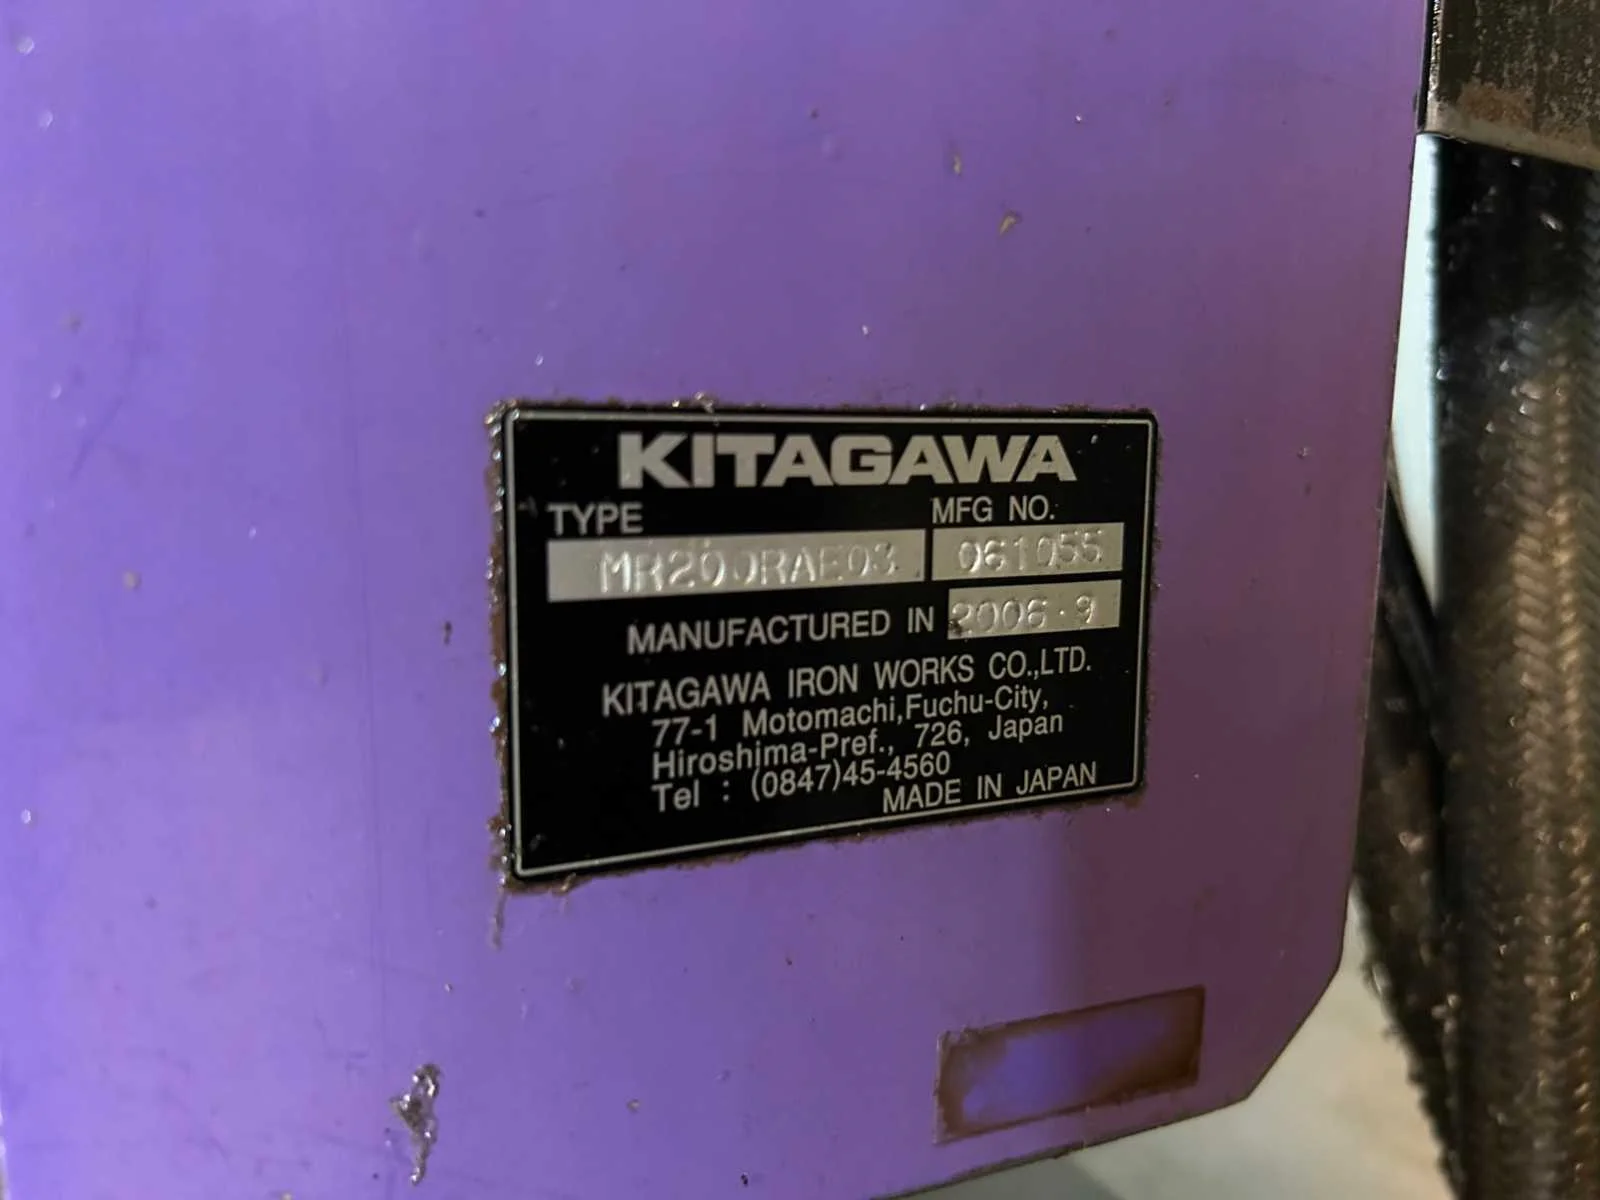 KITAGAWA
TYPE MFG NO.
MR200RAE03 061055
MANUFACTURED IN 2006·9
KITAGAWA IRON WORKS CO.,LTD.
77-1 Motomachi,Fuchu-City,
Hiroshima-Pref., 726, Japan
Tel : (0847)45-4560
MADE IN JAPAN